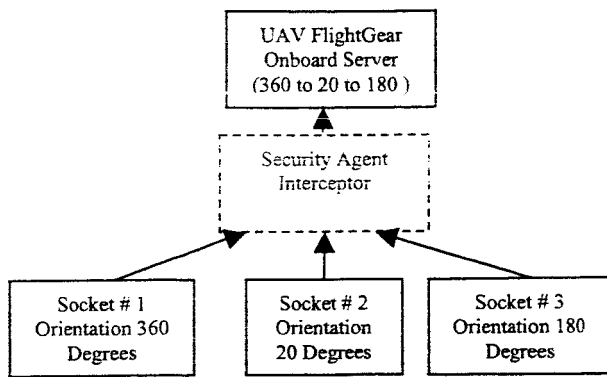 UAV FlightGear
Onboard Server
(360 to 20 to 180 )
Security Agent
Interceptor
Socket # 1
Orientation 360
Degrees
Socket # 2
Orientation
20 Degrees
Socket # 3
Orientation 180
Degrees